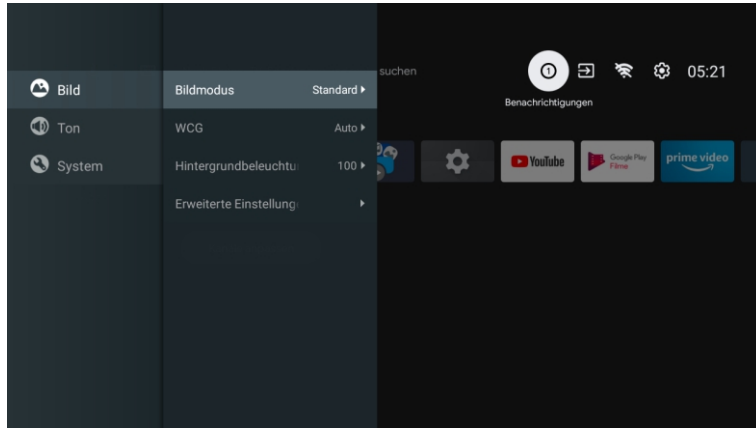 suchen
05:21
Benachrichtigungen
Bild
Ton
System
Bildmodus Standard
WCG Auto
Hintergrundbeleuchtu 100
Erweiterte Einstellung
1
YouTube
Google Play
Filme
prime video